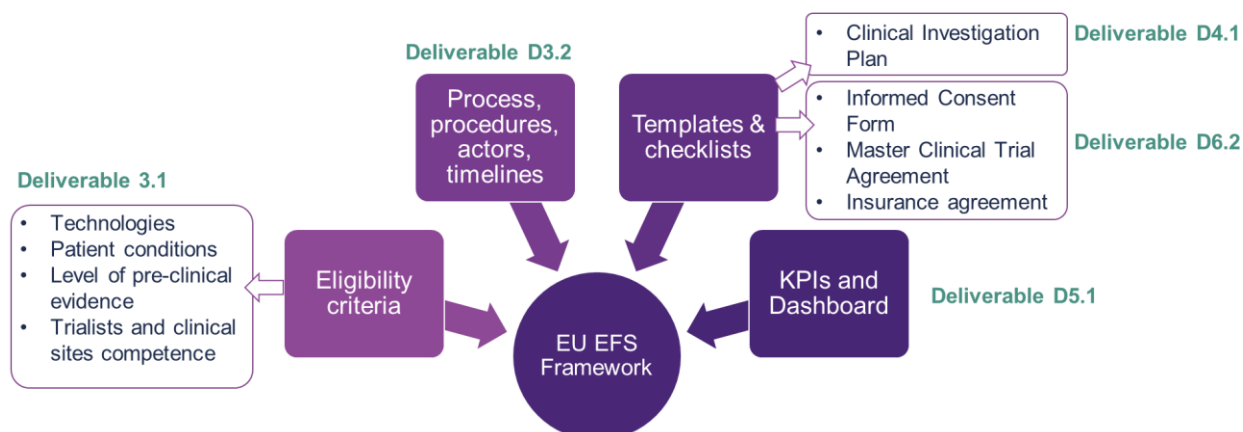 Deliverable 3.1
• Technologies
• Patient conditions
• Level of pre-clinical
evidence
• Trialists and clinical
sites competence
Eligibility
criteria
Deliverable D3.2
Process,
procedures,
actors,
timelines
Templates &
checklists
• Clinical Investigation
Plan
Deliverable D4.1
• Informed Consent
Form
• Master Clinical Trial
Agreement
• Insurance agreement
Deliverable D6.2
KPIs and
Dashboard
Deliverable D5.1
EU EFS
Framework